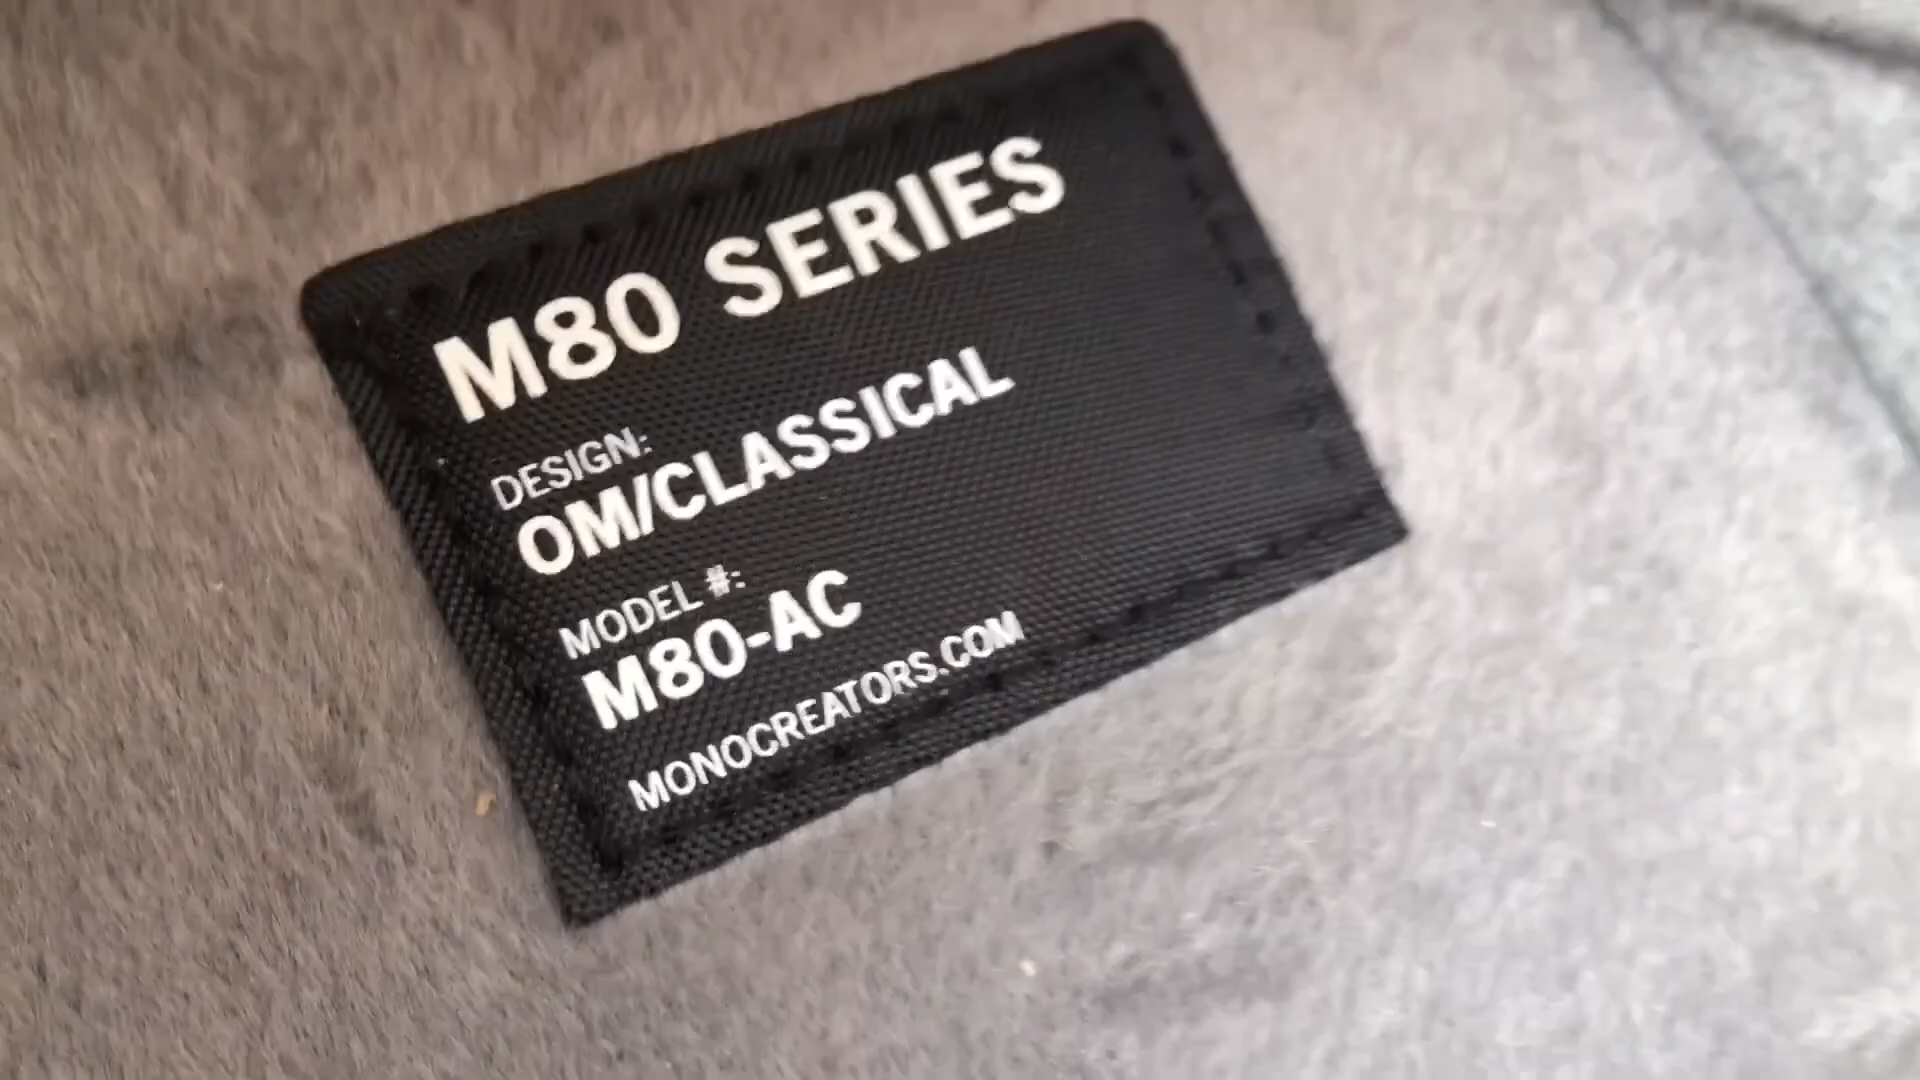 M80 SERIES
DESIGN:
OM/CLASSICAL
MODEL #:
M80-AC
MONOCREATORS.COM